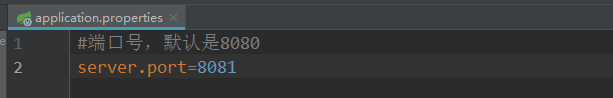 application.properties
1 #端口号，默认是8080
2 server.port=8081